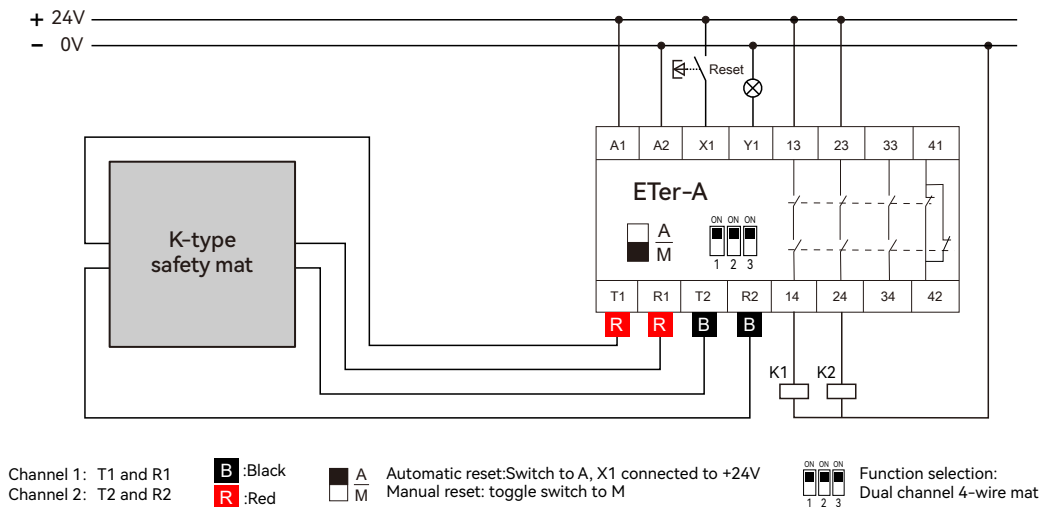 + 24V
− 0V
Reset
A1 A2 X1 Y1 13 23 33 41
ETer-A
A
M
ON ON ON
1 2 3
K-type
safety mat
T1 R1 T2 R2 14 24 34 42
R R B B
K1 K2
Channel 1: T1 and R1
Channel 2: T2 and R2
B :Black
R :Red
A
M
Automatic reset:Switch to A, X1 connected to +24V
Manual reset: toggle switch to M
ON ON ON
1 2 3
Function selection:
Dual channel 4-wire mat